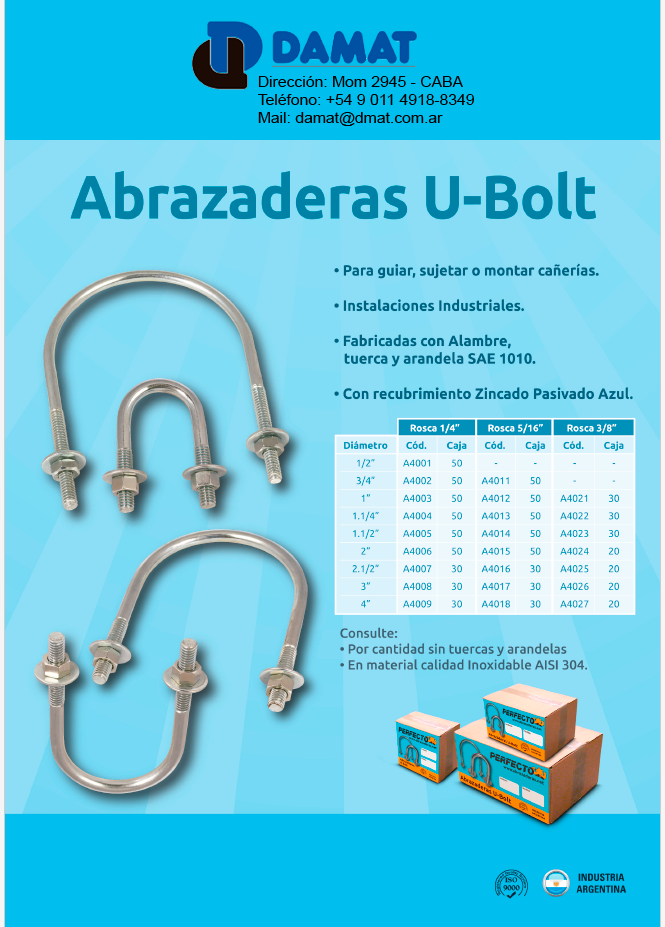 DAMAT
Dirección: Mom 2945 - CABA
Teléfono: +54 9 011 4918-8349
Mail: damat@dmat.com.ar
Abrazaderas U-Bolt
• Para guiar, sujetar o montar cañerías.
• Instalaciones Industriales.
• Fabricadas con Alambre,
tuerca y arandela SAE 1010.
• Con recubrimiento Zincado Pasivado Azul.
Rosca 1/4” Rosca 5/16” Rosca 3/8”
Diámetro Cód. Caja Cód. Caja Cód. Caja
1/2” A4001 50 - - - -
3/4” A4002 50 A4011 50 - -
1” A4003 50 A4012 50 A4021 30
1.1/4” A4004 50 A4013 50 A4022 30
1.1/2” A4005 50 A4014 50 A4023 30
2” A4006 50 A4015 50 A4024 20
2.1/2” A4007 30 A4016 30 A4025 20
3” A4008 30 A4017 30 A4026 20
4” A4009 30 A4018 30 A4027 20
Consulte:
• Por cantidad sin tuercas y arandelas
• En material calidad Inoxidable AISI 304.
PERFECTO
PERFECTO
PERFECTO
Abrazaderas U-Bolt
ISO
9000
INDUSTRIA
ARGENTINA